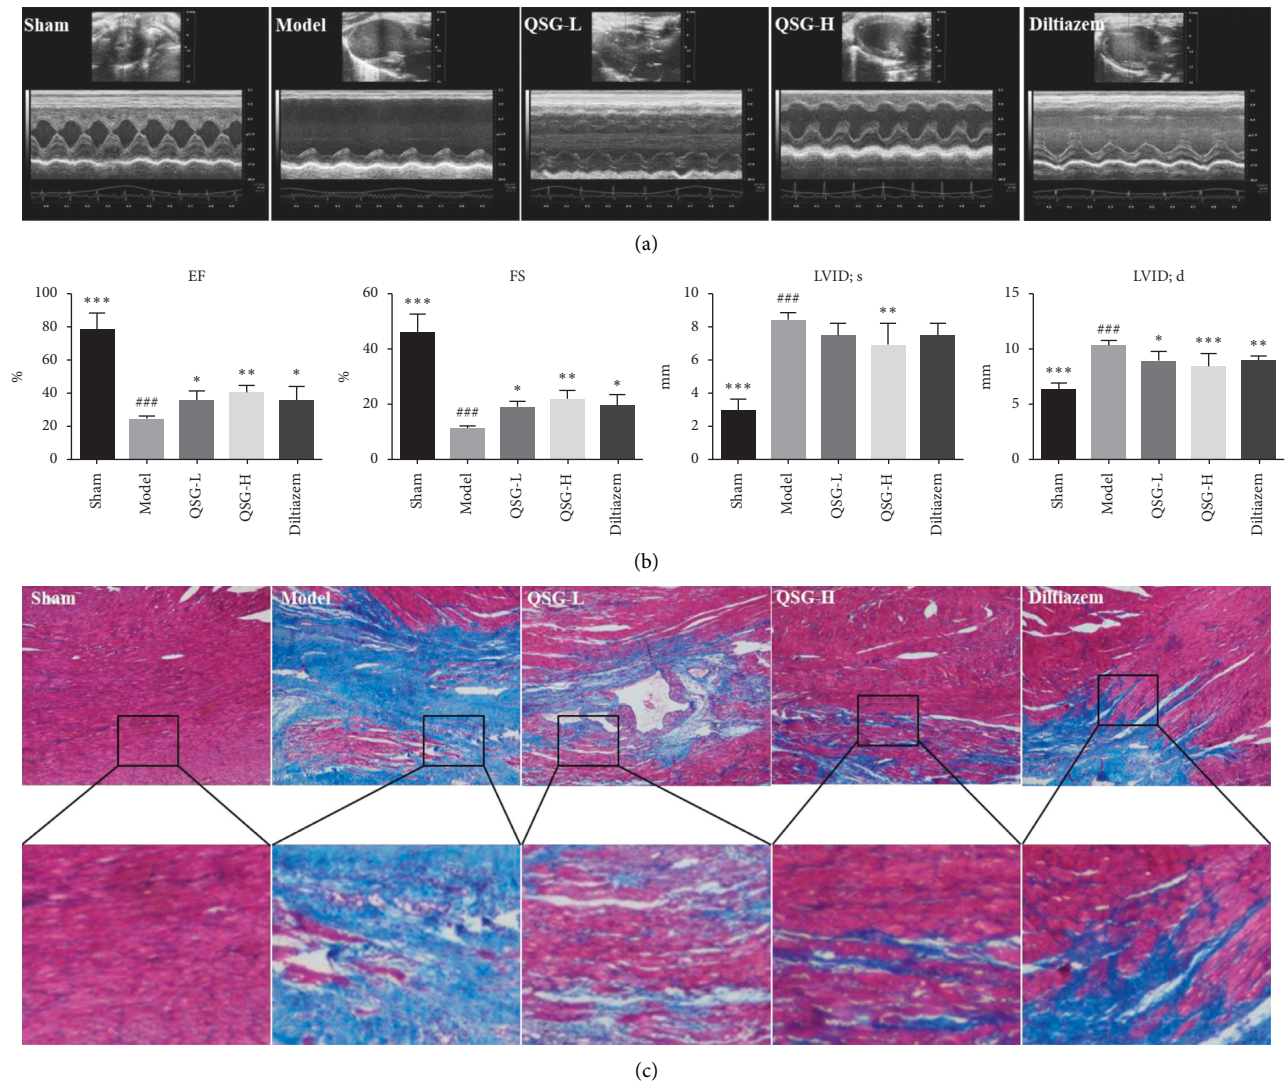 Sham Model QSG-L QSG-H Diltiazem
(a)
EF
%
100
80
60
40
20
0
*** ### * ** *
Sham Model QSG-L QSG-H Diltiazem
FS
%
60
40
20
0
*** ### * ** *
Sham Model QSG-L QSG-H Diltiazem
LVID; s
mm
10
8
6
4
2
0
*** ### **
Sham Model QSG-L QSG-H Diltiazem
LVID; d
mm
15
10
5
0
*** ### * *** **
Sham Model QSG-L QSG-H Diltiazem
(b)
Sham Model QSG-L QSG-H Diltiazem
(c)